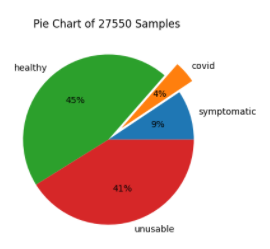 Pie Chart of 27550 Samples
covid
healthy
4%
45%
symptomatic
9%
41%
unusable